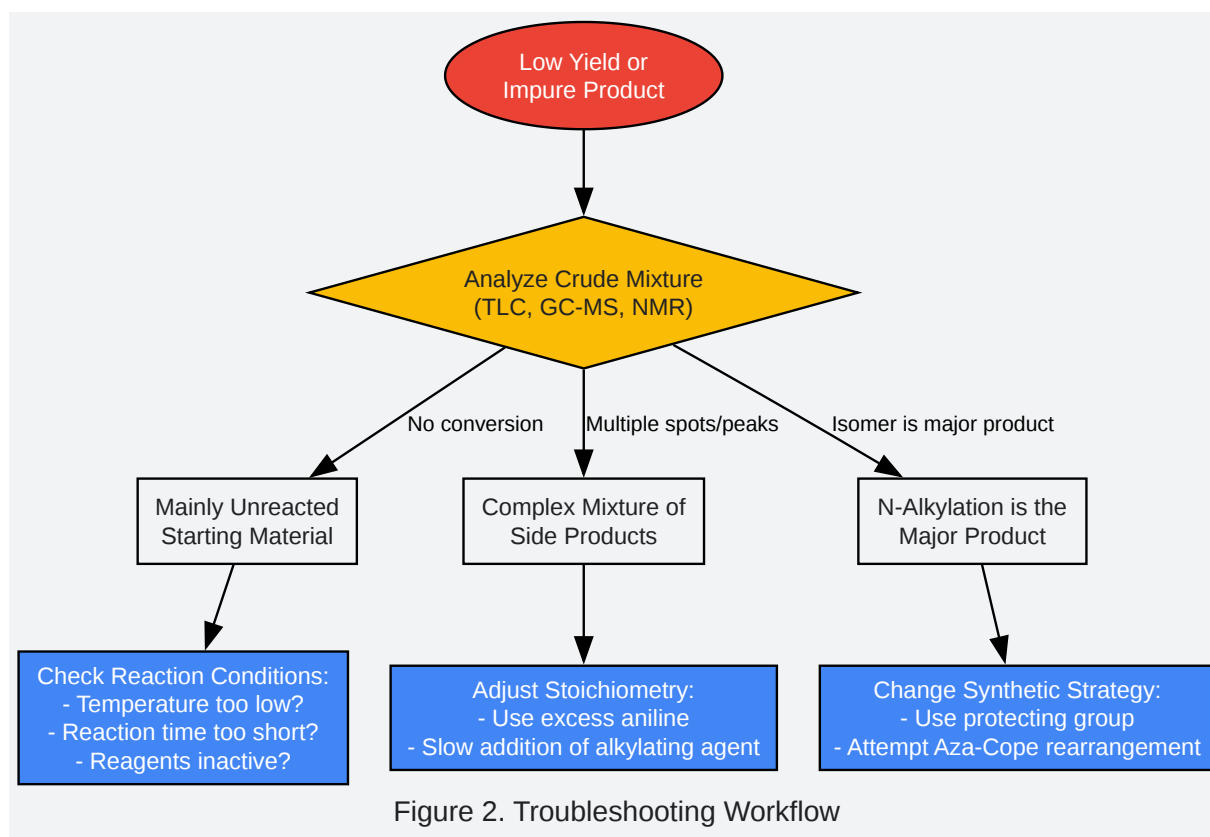 Low Yield or
Impure Product
Analyze Crude Mixture
(TLC, GC-MS, NMR)
No conversion
Multiple spots/peaks
Isomer is major product
Mainly Unreacted
Starting Material
Complex Mixture of
Side Products
N-Alkylation is the
Major Product
Check Reaction Conditions:
- Temperature too low?
- Reaction time too short?
- Reagents inactive?
Adjust Stoichiometry:
- Use excess aniline
- Slow addition of alkylating agent
Change Synthetic Strategy:
- Use protecting group
- Attempt Aza-Cope rearrangement
Figure 2. Troubleshooting Workflow